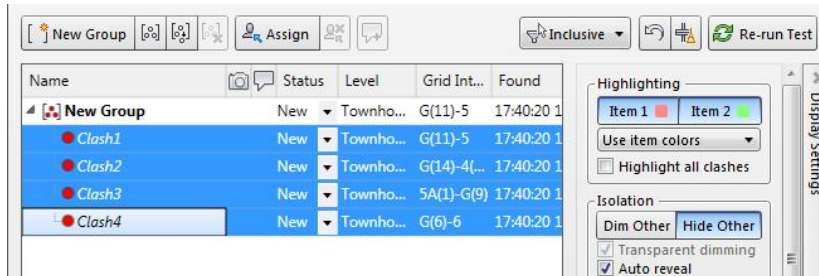 New Group Assign Inclusive Re-run Test
Name Status Level Grid Int... Found
New Group New Townho... G(11)-5 17:40:20 1
Clash1 New Townho... G(11)-5 17:40:20 1
Clash2 New Townho... G(14)-4(... 17:40:20 1
Clash3 New Townho... 5A(1)-G(9) 17:40:20 1
Clash4 New Townho... G(6)-6 17:40:20 1
Highlighting
Item 1 Item 2
Use item colors
Highlight all clashes
Isolation
Dim Other Hide Other
Transparent dimming
Auto reveal
Display Settings